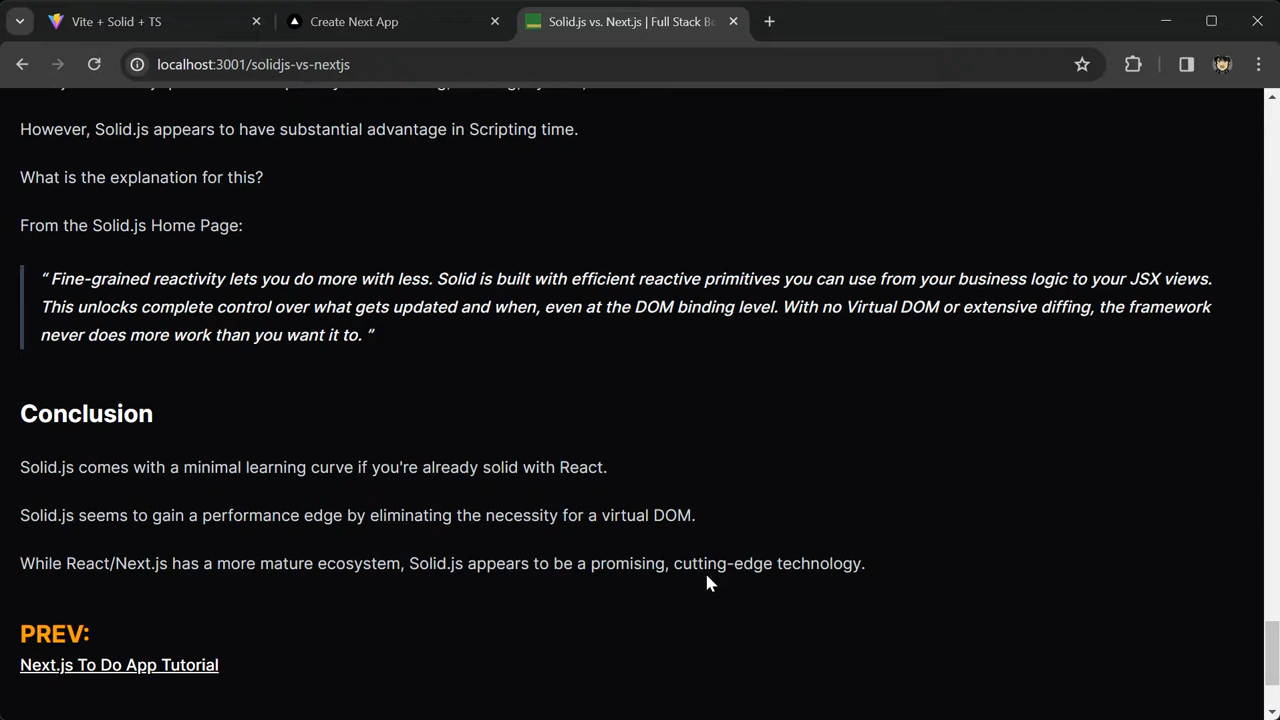 Vite + Solid + TS
Create Next App
Solid.js vs. Next.js | Full Stack Bo
localhost:3001/solidjs-vs-nextjs
However, Solid.js appears to have substantial advantage in Scripting time.
What is the explanation for this?
From the Solid.js Home Page:
“ Fine-grained reactivity lets you do more with less. Solid is built with efficient reactive primitives you can use from your business logic to your JSX views.
This unlocks complete control over what gets updated and when, even at the DOM binding level. With no Virtual DOM or extensive diffing, the framework
never does more work than you want it to. ”
Conclusion
Solid.js comes with a minimal learning curve if you're already solid with React.
Solid.js seems to gain a performance edge by eliminating the necessity for a virtual DOM.
While React/Next.js has a more mature ecosystem, Solid.js appears to be a promising, cutting-edge technology.
PREV:
Next.js To Do App Tutorial